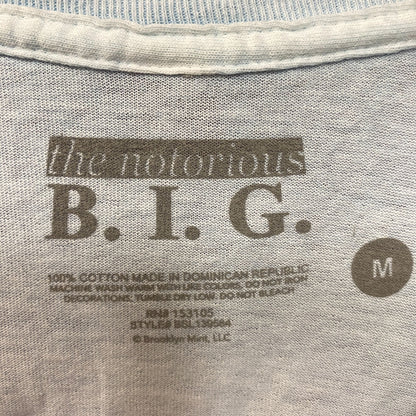 the notorious
B. I. G.
100% COTTON MADE IN DOMINICAN REPUBLIC
MACHINE WASH WARM WITH LIKE COLORS, DO NOT IRON
DECORATIONS, TUMBLE DRY LOW. DO NOT BLEACH
RN# 153105
STYLE# BSL139564
© Brooklyn Mint, LLC
M